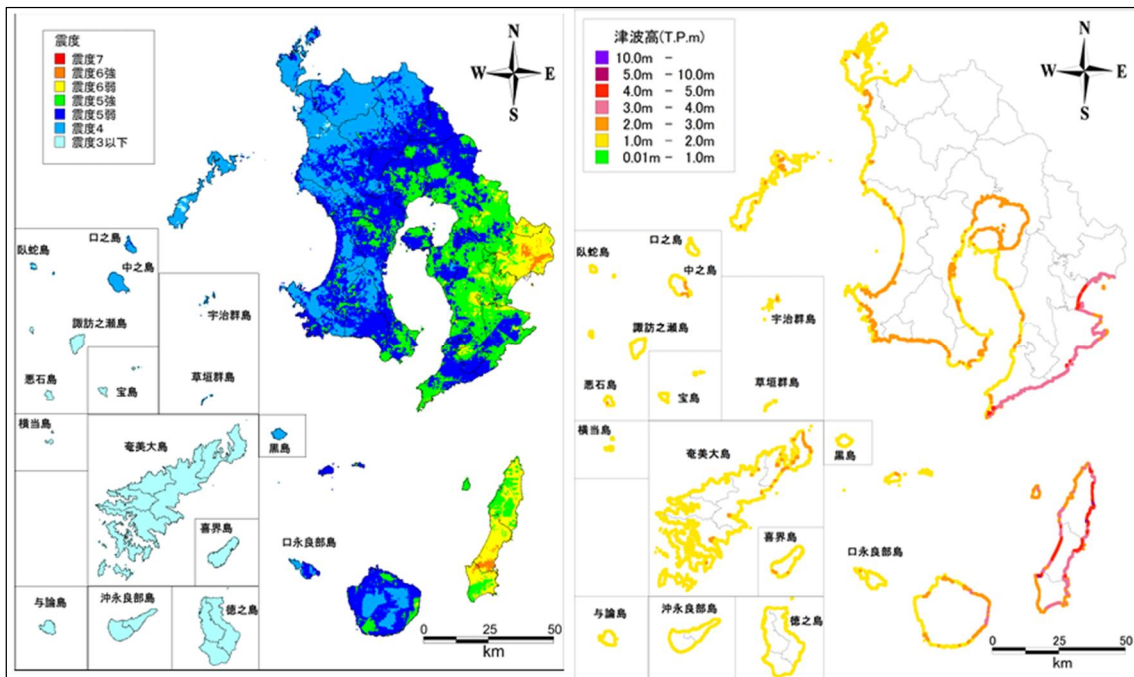 震度
震度7
震度6強
震度6弱
震度5強
震度5弱
震度4
震度3以下
N
W E
S
口之島
臥蛇島
中之島
宇治群島
諏訪之瀬島
悪石島
宝島
草垣群島
横当島
奄美大島
黒島
喜界島
口永良部島
与論島
沖永良部島
徳之島
0 25 50
km
津波高(T.P.m)
10.0m -
5.0m - 10.0m
4.0m - 5.0m
3.0m - 4.0m
2.0m - 3.0m
1.0m - 2.0m
0.01m - 1.0m
N
W E
S
口之島
臥蛇島
中之島
宇治群島
諏訪之瀬島
悪石島
宝島
草垣群島
横当島
奄美大島
黒島
喜界島
口永良部島
与論島
沖永良部島
徳之島
0 25 50
km